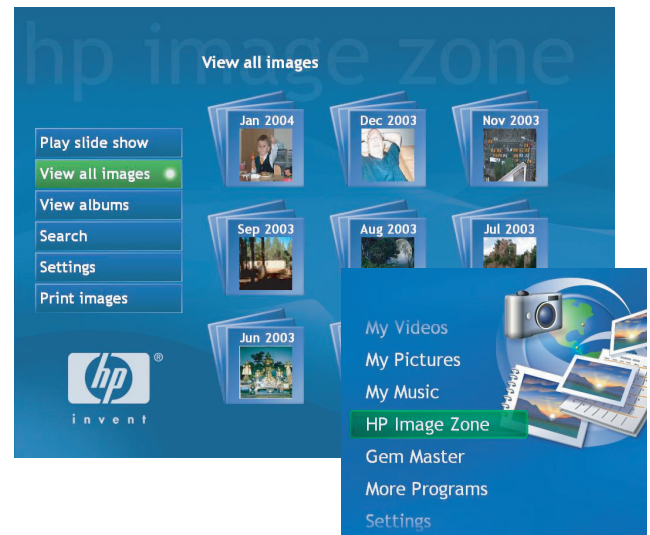 hp image zone
View all images
Jan 2004
Dec 2003
Nov 2003
Play slide show
View all images
View albums
Search
Settings
Print images
Sep 2003
Aug 2003
Jul 2003
Jun 2003
hp
®
invent
My Videos
My Pictures
My Music
HP Image Zone
Gem Master
More Programs
Settings